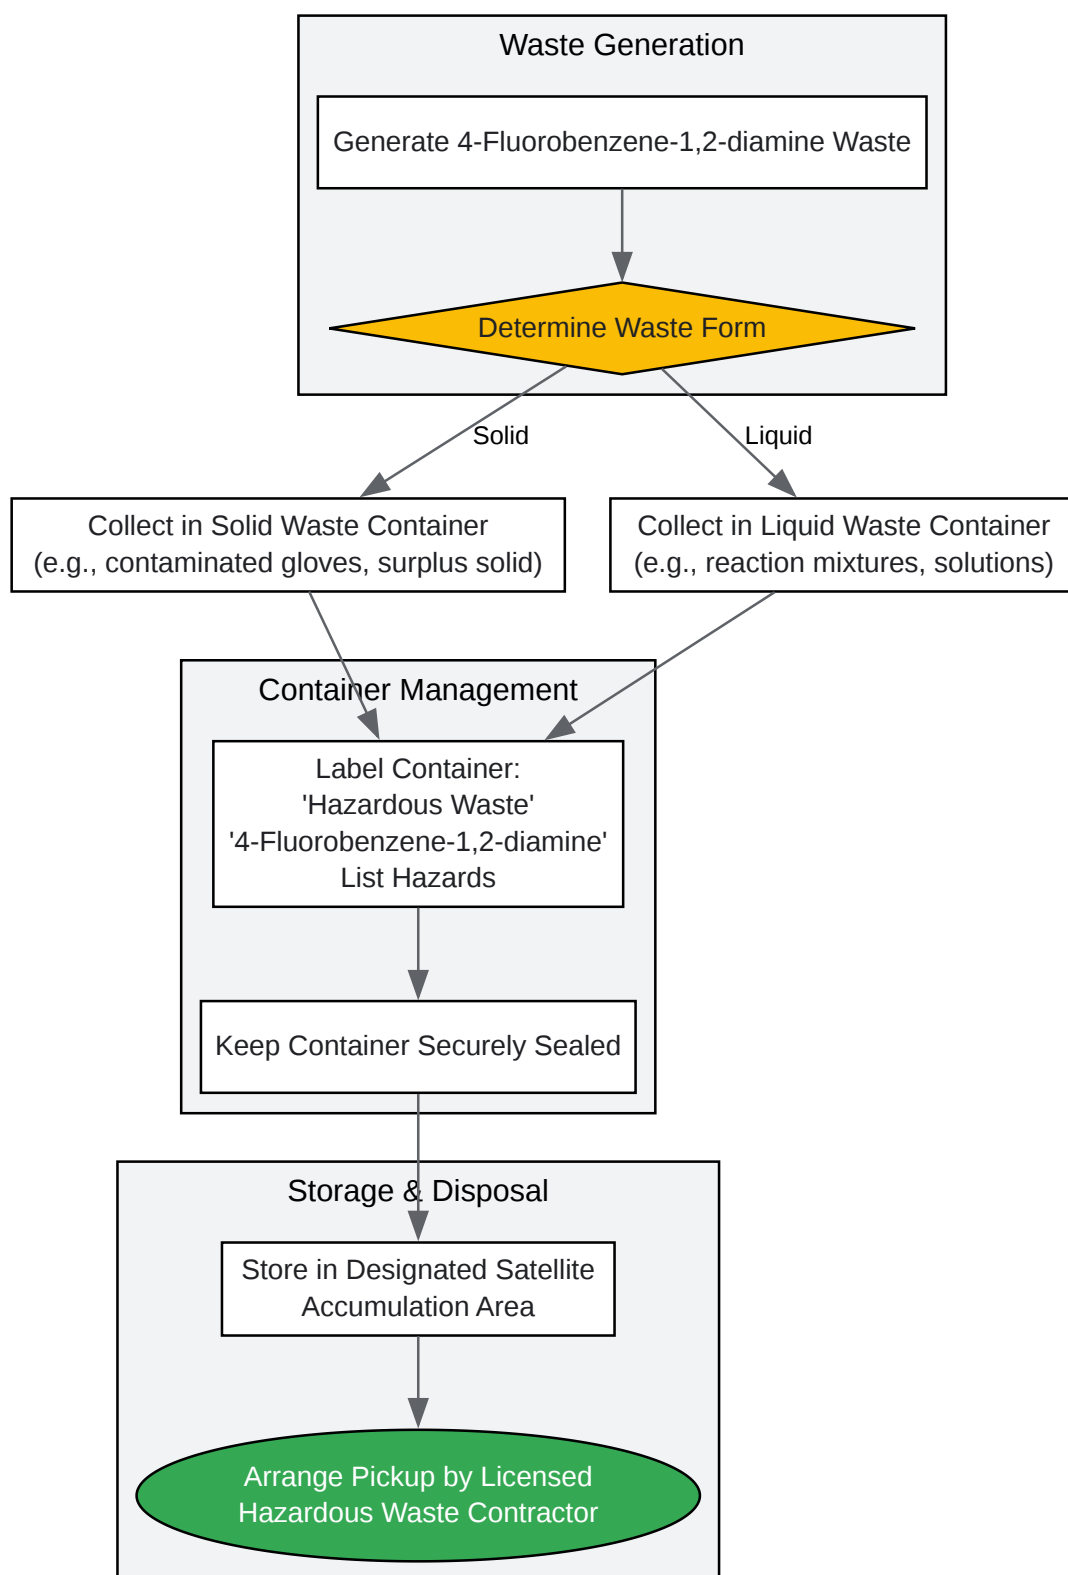 Waste Generation
Generate 4-Fluorobenzene-1,2-diamine Waste
Determine Waste Form
Solid
Liquid
Collect in Solid Waste Container
(e.g., contaminated gloves, surplus solid)
Collect in Liquid Waste Container
(e.g., reaction mixtures, solutions)
Container Management
Label Container:
'Hazardous Waste'
'4-Fluorobenzene-1,2-diamine'
List Hazards
Keep Container Securely Sealed
Storage & Disposal
Store in Designated Satellite
Accumulation Area
Arrange Pickup by Licensed
Hazardous Waste Contractor